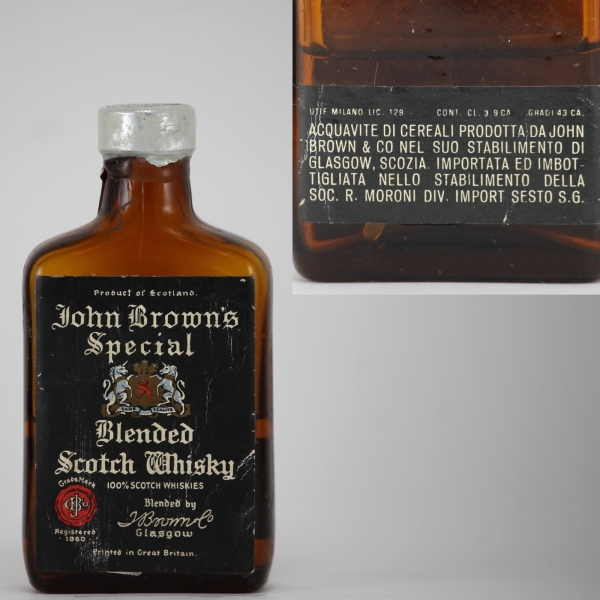 Product of Scotland.
John Brown's
Special
Blended
Scotch Whisky
100% SCOTCH WHISKIES
Trade Mark
Registered
1860
Blended by
J Brown & Co
Glasgow
Printed in Great Britain.
UTIF MILANO LIC. 129 CONT. CL. 3,9 CA GRADI 43 CA.
ACQUAVITE DI CEREALI PRODOTTA DA JOHN
BROWN & CO NEL SUO STABILIMENTO DI
GLASGOW, SCOZIA. IMPORTATA ED IMBOT-
TIGLIATA NELLO STABILIMENTO DELLA
SOC. R. MORONI DIV. IMPORT SESTO S.G.